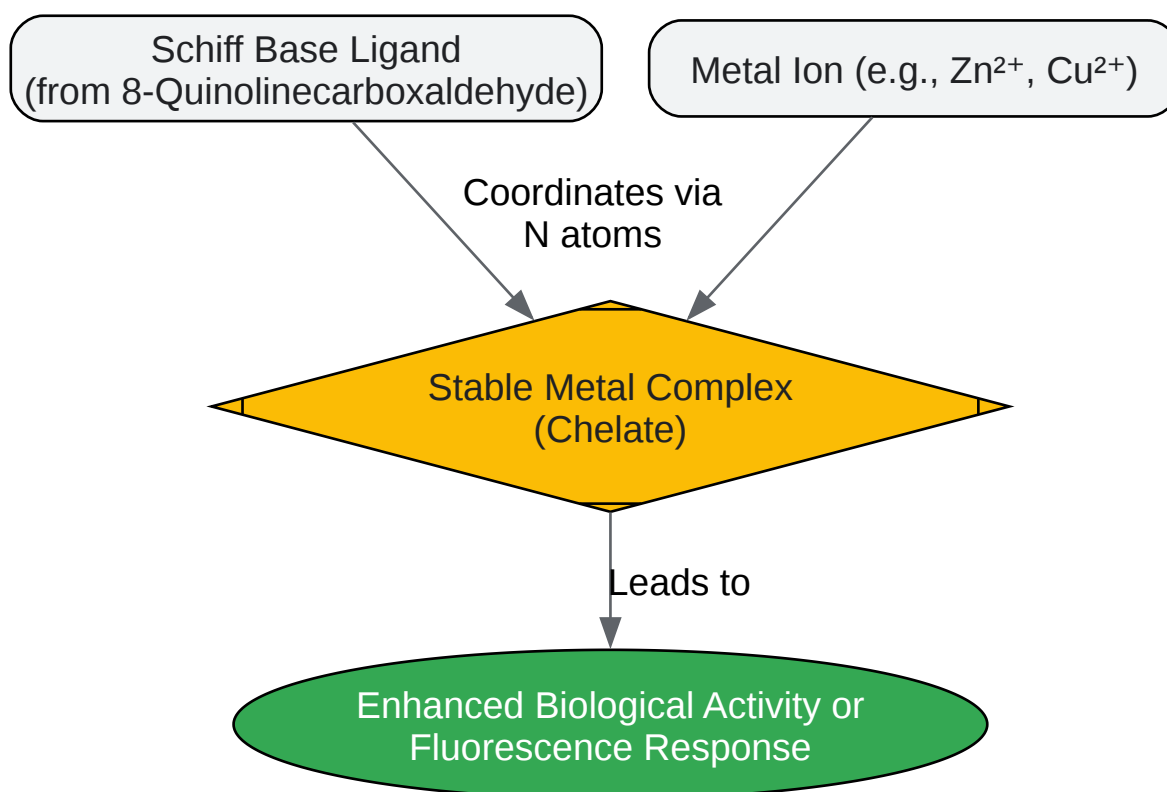 Schiff Base Ligand
(from 8-Quinolinecarboxaldehyde)
Metal Ion (e.g., Zn²⁺, Cu²⁺)
Coordinates via
N atoms
Stable Metal Complex
(Chelate)
Leads to
Enhanced Biological Activity or
Fluorescence Response